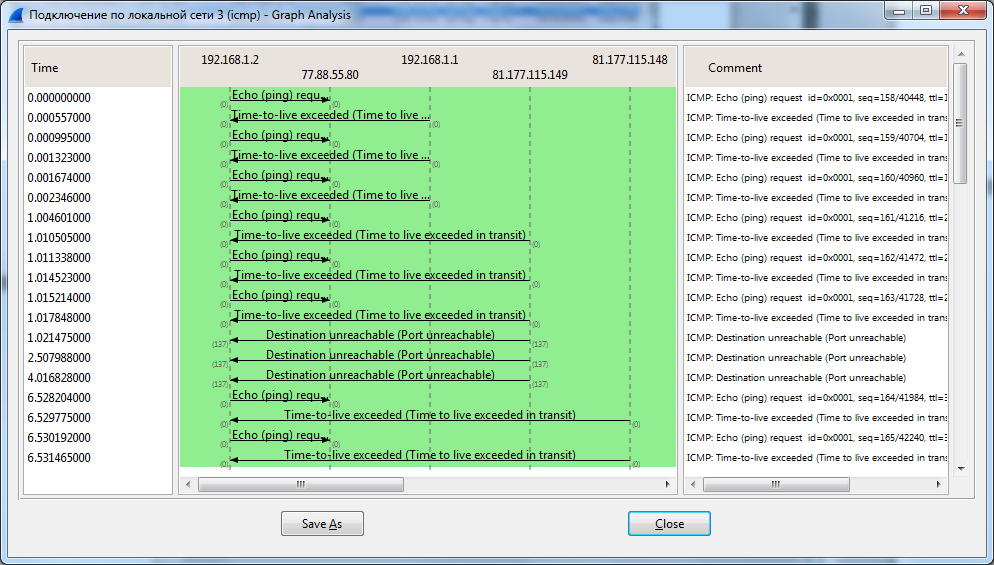 Подключение по локальной сети 3 (icmp) - Graph Analysis
Time
192.168.1.2 192.168.1.1 81.177.115.148
77.88.55.80 81.177.115.149
Comment
0.000000000 Echo (ping) requ... (0) (0) ICMP: Echo (ping) request id=0x0001, seq=158/40448, ttl=1
0.000557000 Time-to-live exceeded (Time to live ... (0) (0) ICMP: Time-to-live exceeded (Time to live exceeded in transit
0.000995000 Echo (ping) requ... (0) (0) ICMP: Echo (ping) request id=0x0001, seq=159/40704, ttl=1
0.001323000 Time-to-live exceeded (Time to live ... (0) (0) ICMP: Time-to-live exceeded (Time to live exceeded in transit
0.001674000 Echo (ping) requ... (0) (0) ICMP: Echo (ping) request id=0x0001, seq=160/40960, ttl=1
0.002346000 Time-to-live exceeded (Time to live ... (0) (0) ICMP: Time-to-live exceeded (Time to live exceeded in transit
1.004601000 Echo (ping) requ... (0) (0) ICMP: Echo (ping) request id=0x0001, seq=161/41216, ttl=2
1.010505000 Time-to-live exceeded (Time to live exceeded in transit) (0) (0) ICMP: Time-to-live exceeded (Time to live exceeded in transit
1.011338000 Echo (ping) requ... (0) (0) ICMP: Echo (ping) request id=0x0001, seq=162/41472, ttl=2
1.014523000 Time-to-live exceeded (Time to live exceeded in transit) (0) (0) ICMP: Time-to-live exceeded (Time to live exceeded in transit
1.015214000 Echo (ping) requ... (0) (0) ICMP: Echo (ping) request id=0x0001, seq=163/41728, ttl=2
1.017848000 Time-to-live exceeded (Time to live exceeded in transit) (0) (0) ICMP: Time-to-live exceeded (Time to live exceeded in transit
1.021475000 Destination unreachable (Port unreachable) (137) (137) ICMP: Destination unreachable (Port unreachable)
2.507988000 Destination unreachable (Port unreachable) (137) (137) ICMP: Destination unreachable (Port unreachable)
4.016828000 Destination unreachable (Port unreachable) (137) (137) ICMP: Destination unreachable (Port unreachable)
6.528204000 Echo (ping) requ... (0) (0) ICMP: Echo (ping) request id=0x0001, seq=164/41984, ttl=3
6.529775000 Time-to-live exceeded (Time to live exceeded in transit) (0) (0) ICMP: Time-to-live exceeded (Time to live exceeded in transit
6.530192000 Echo (ping) requ... (0) (0) ICMP: Echo (ping) request id=0x0001, seq=165/42240, ttl=3
6.531465000 Time-to-live exceeded (Time to live exceeded in transit) (0) (0) ICMP: Time-to-live exceeded (Time to live exceeded in transit
Save As Close